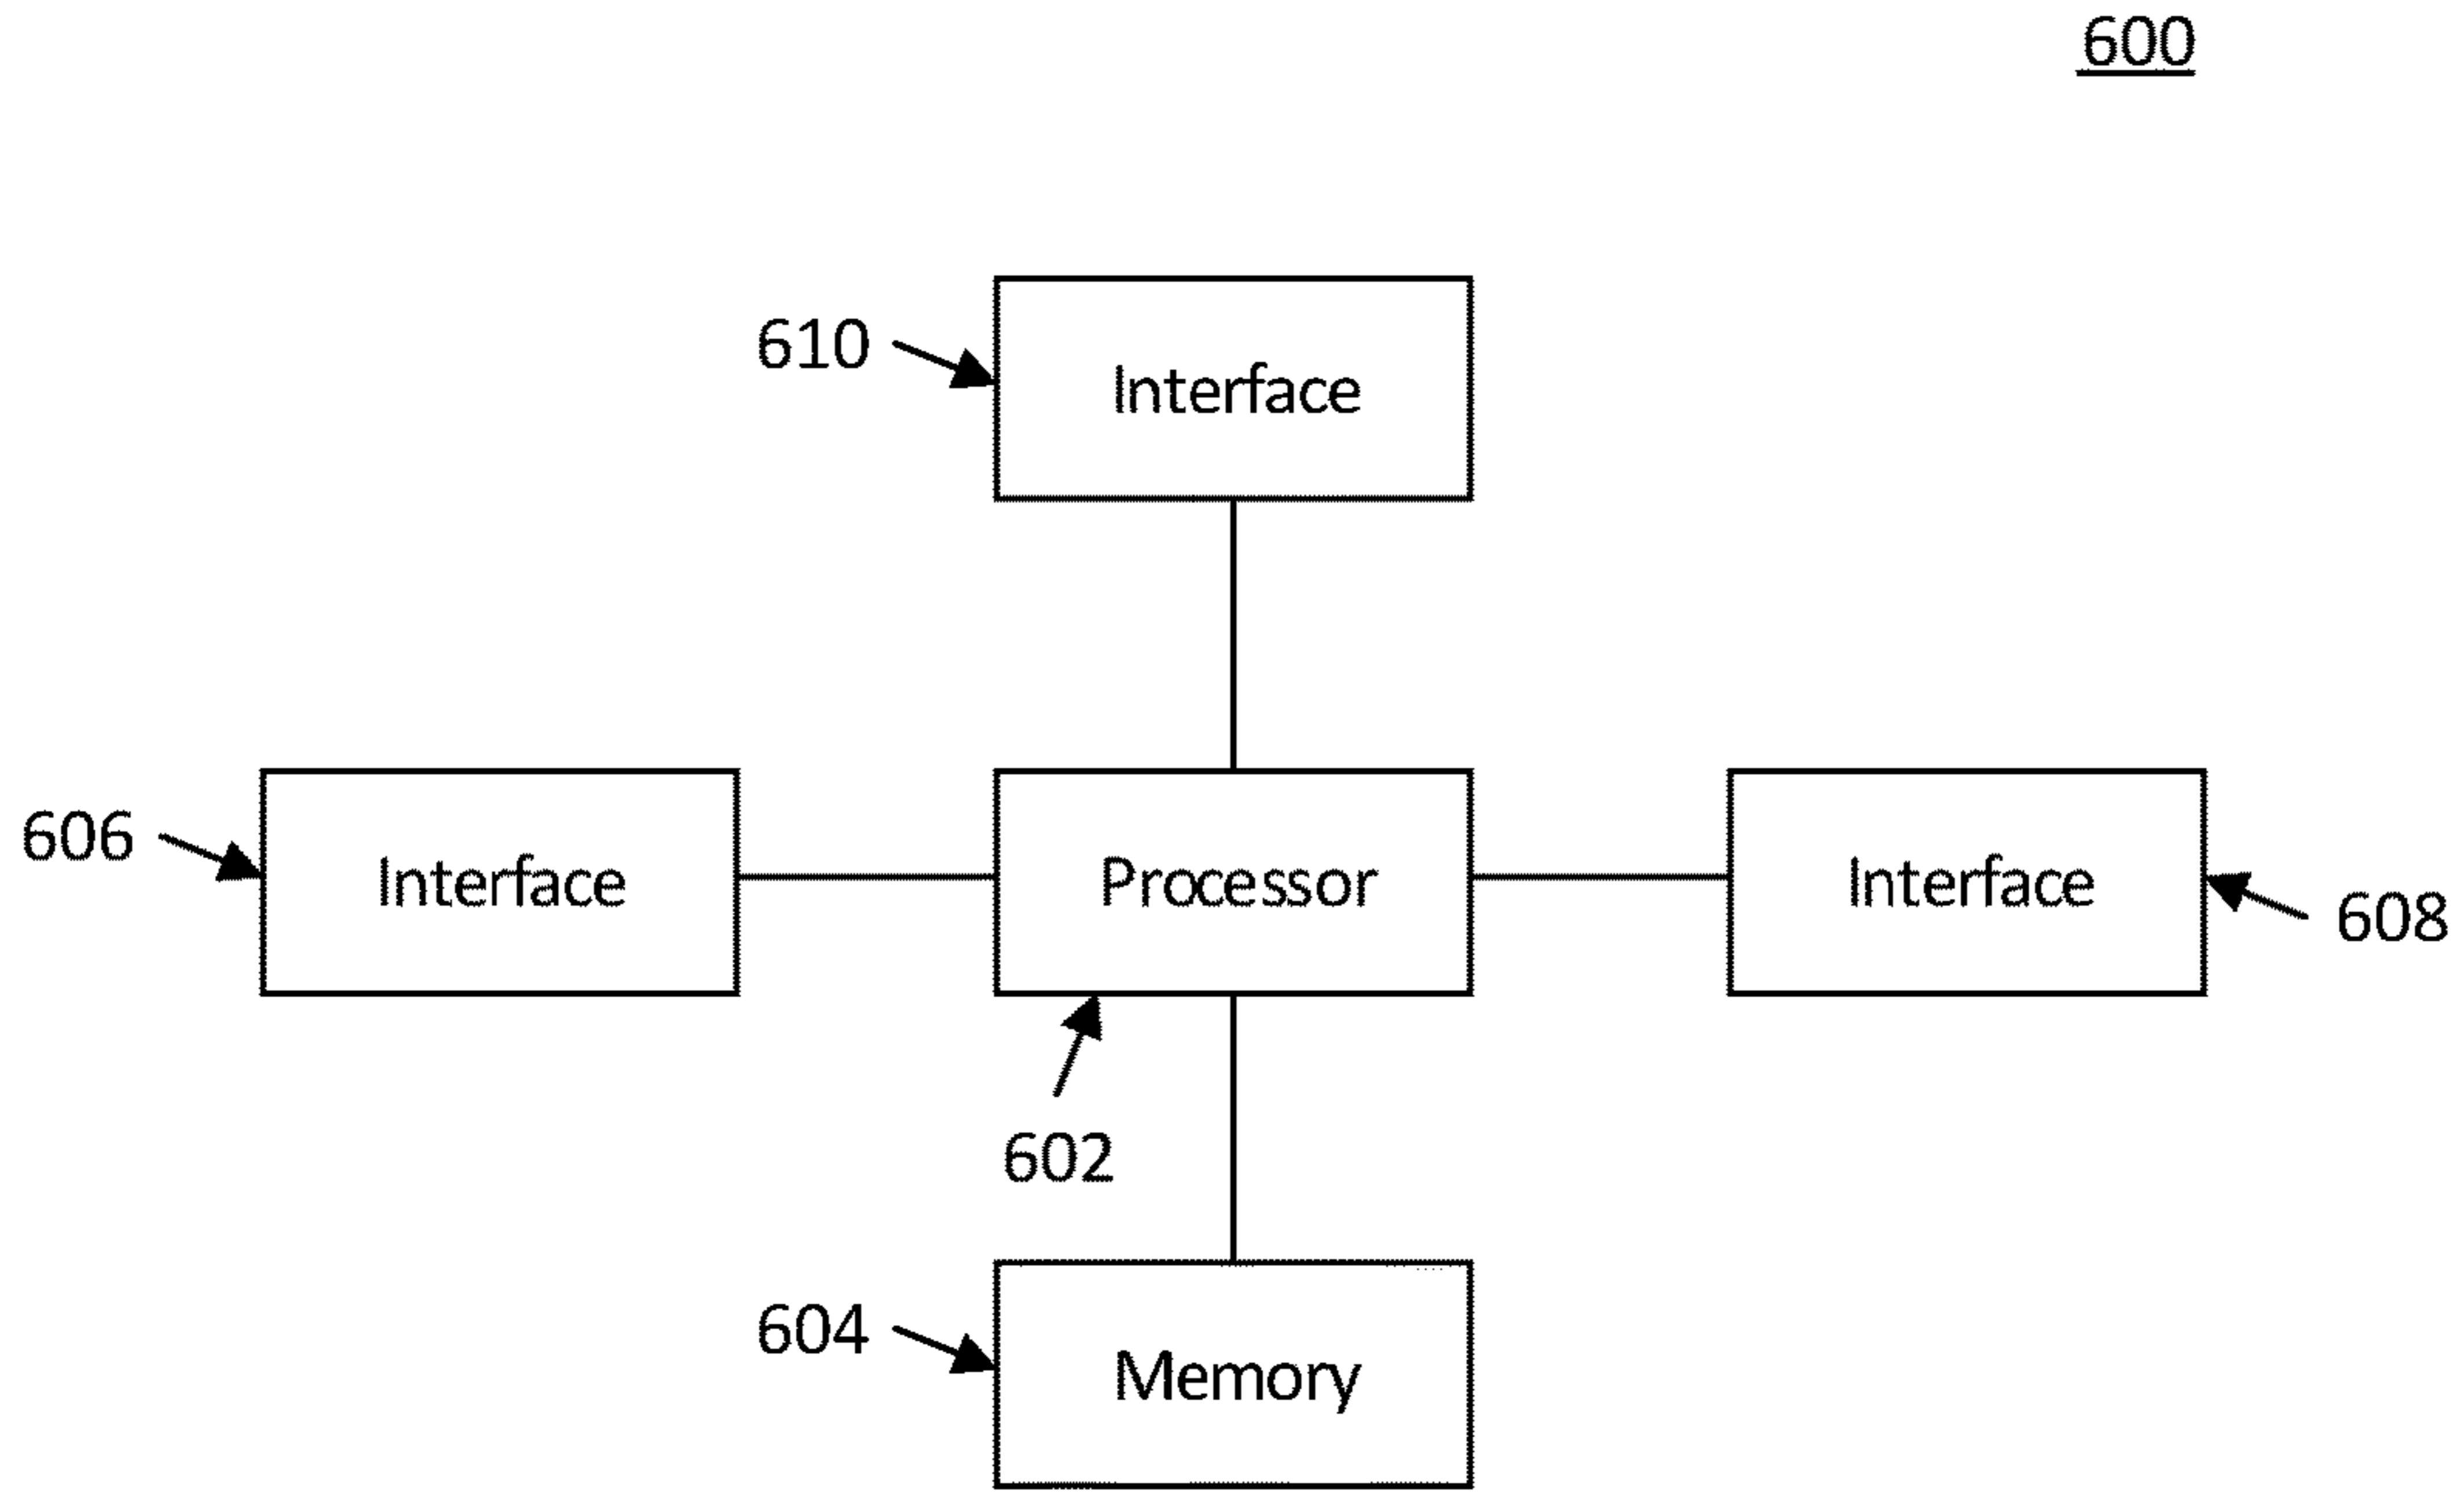 600
610
Interface
606
Interface
Processor
Interface
608
602
604
Memory